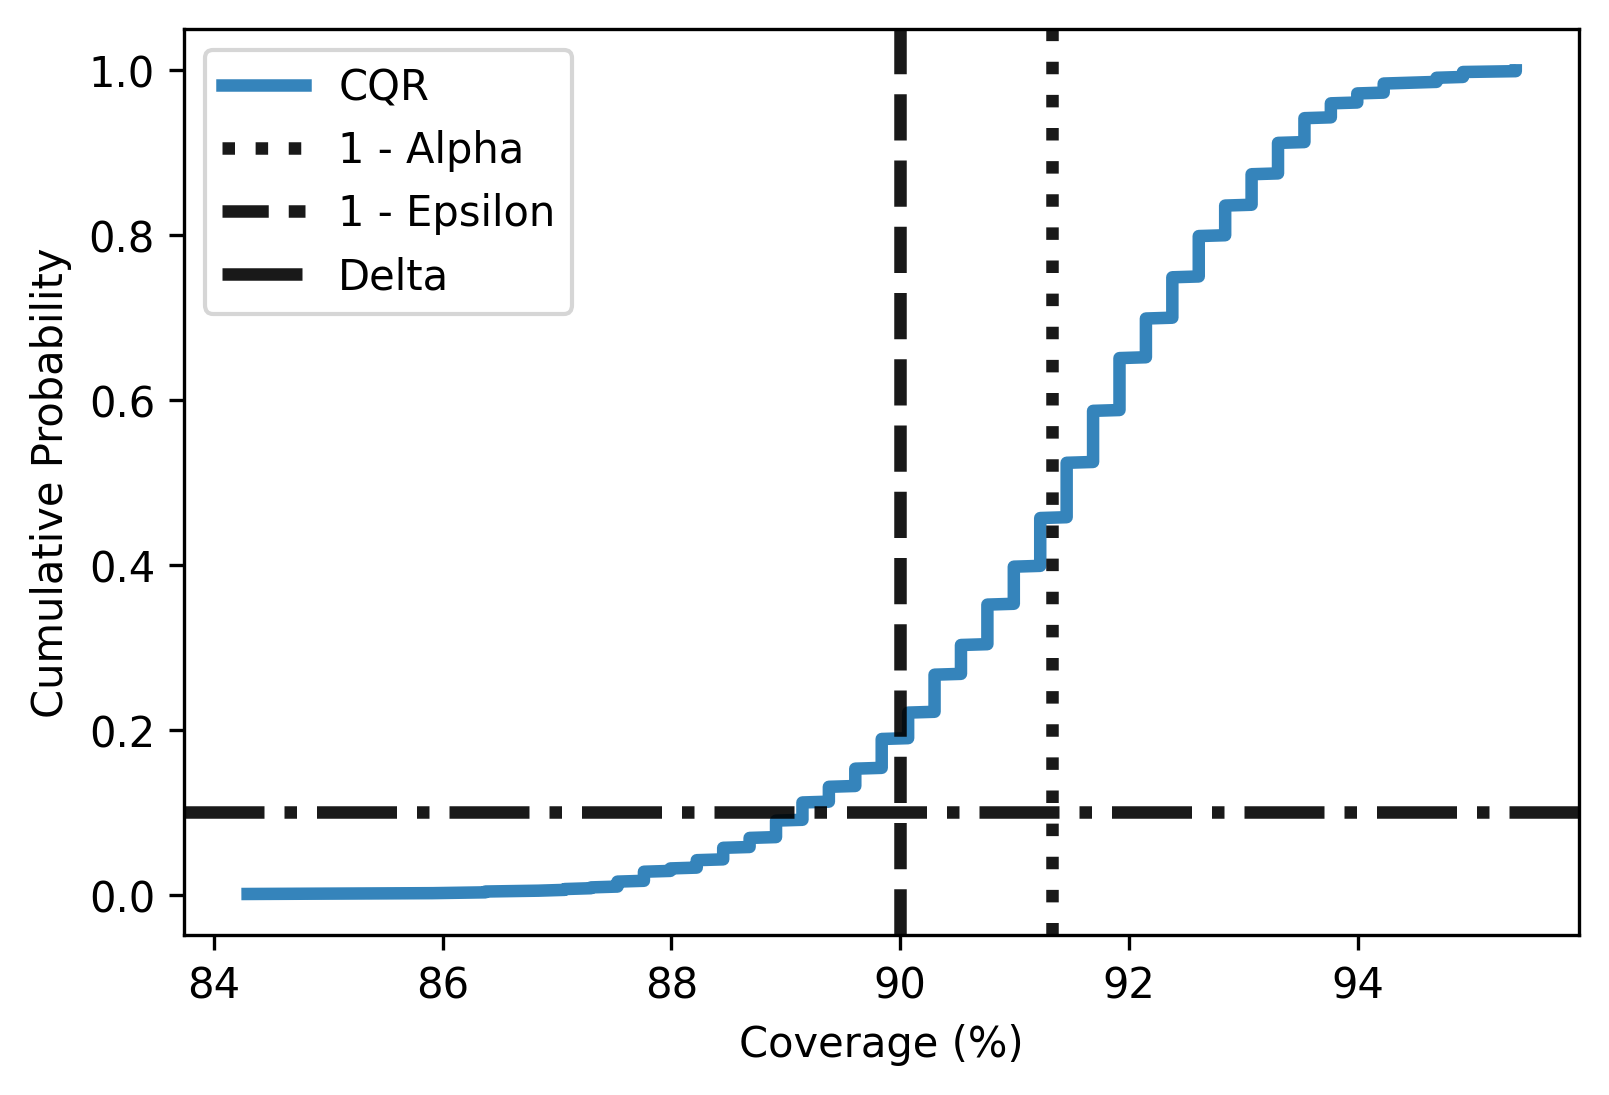 CQR
1 - Alpha
1 - Epsilon
Delta
1.0
0.8
0.6
0.4
0.2
0.0
Cumulative Probability
84 86 88 90 92 94
Coverage (%)